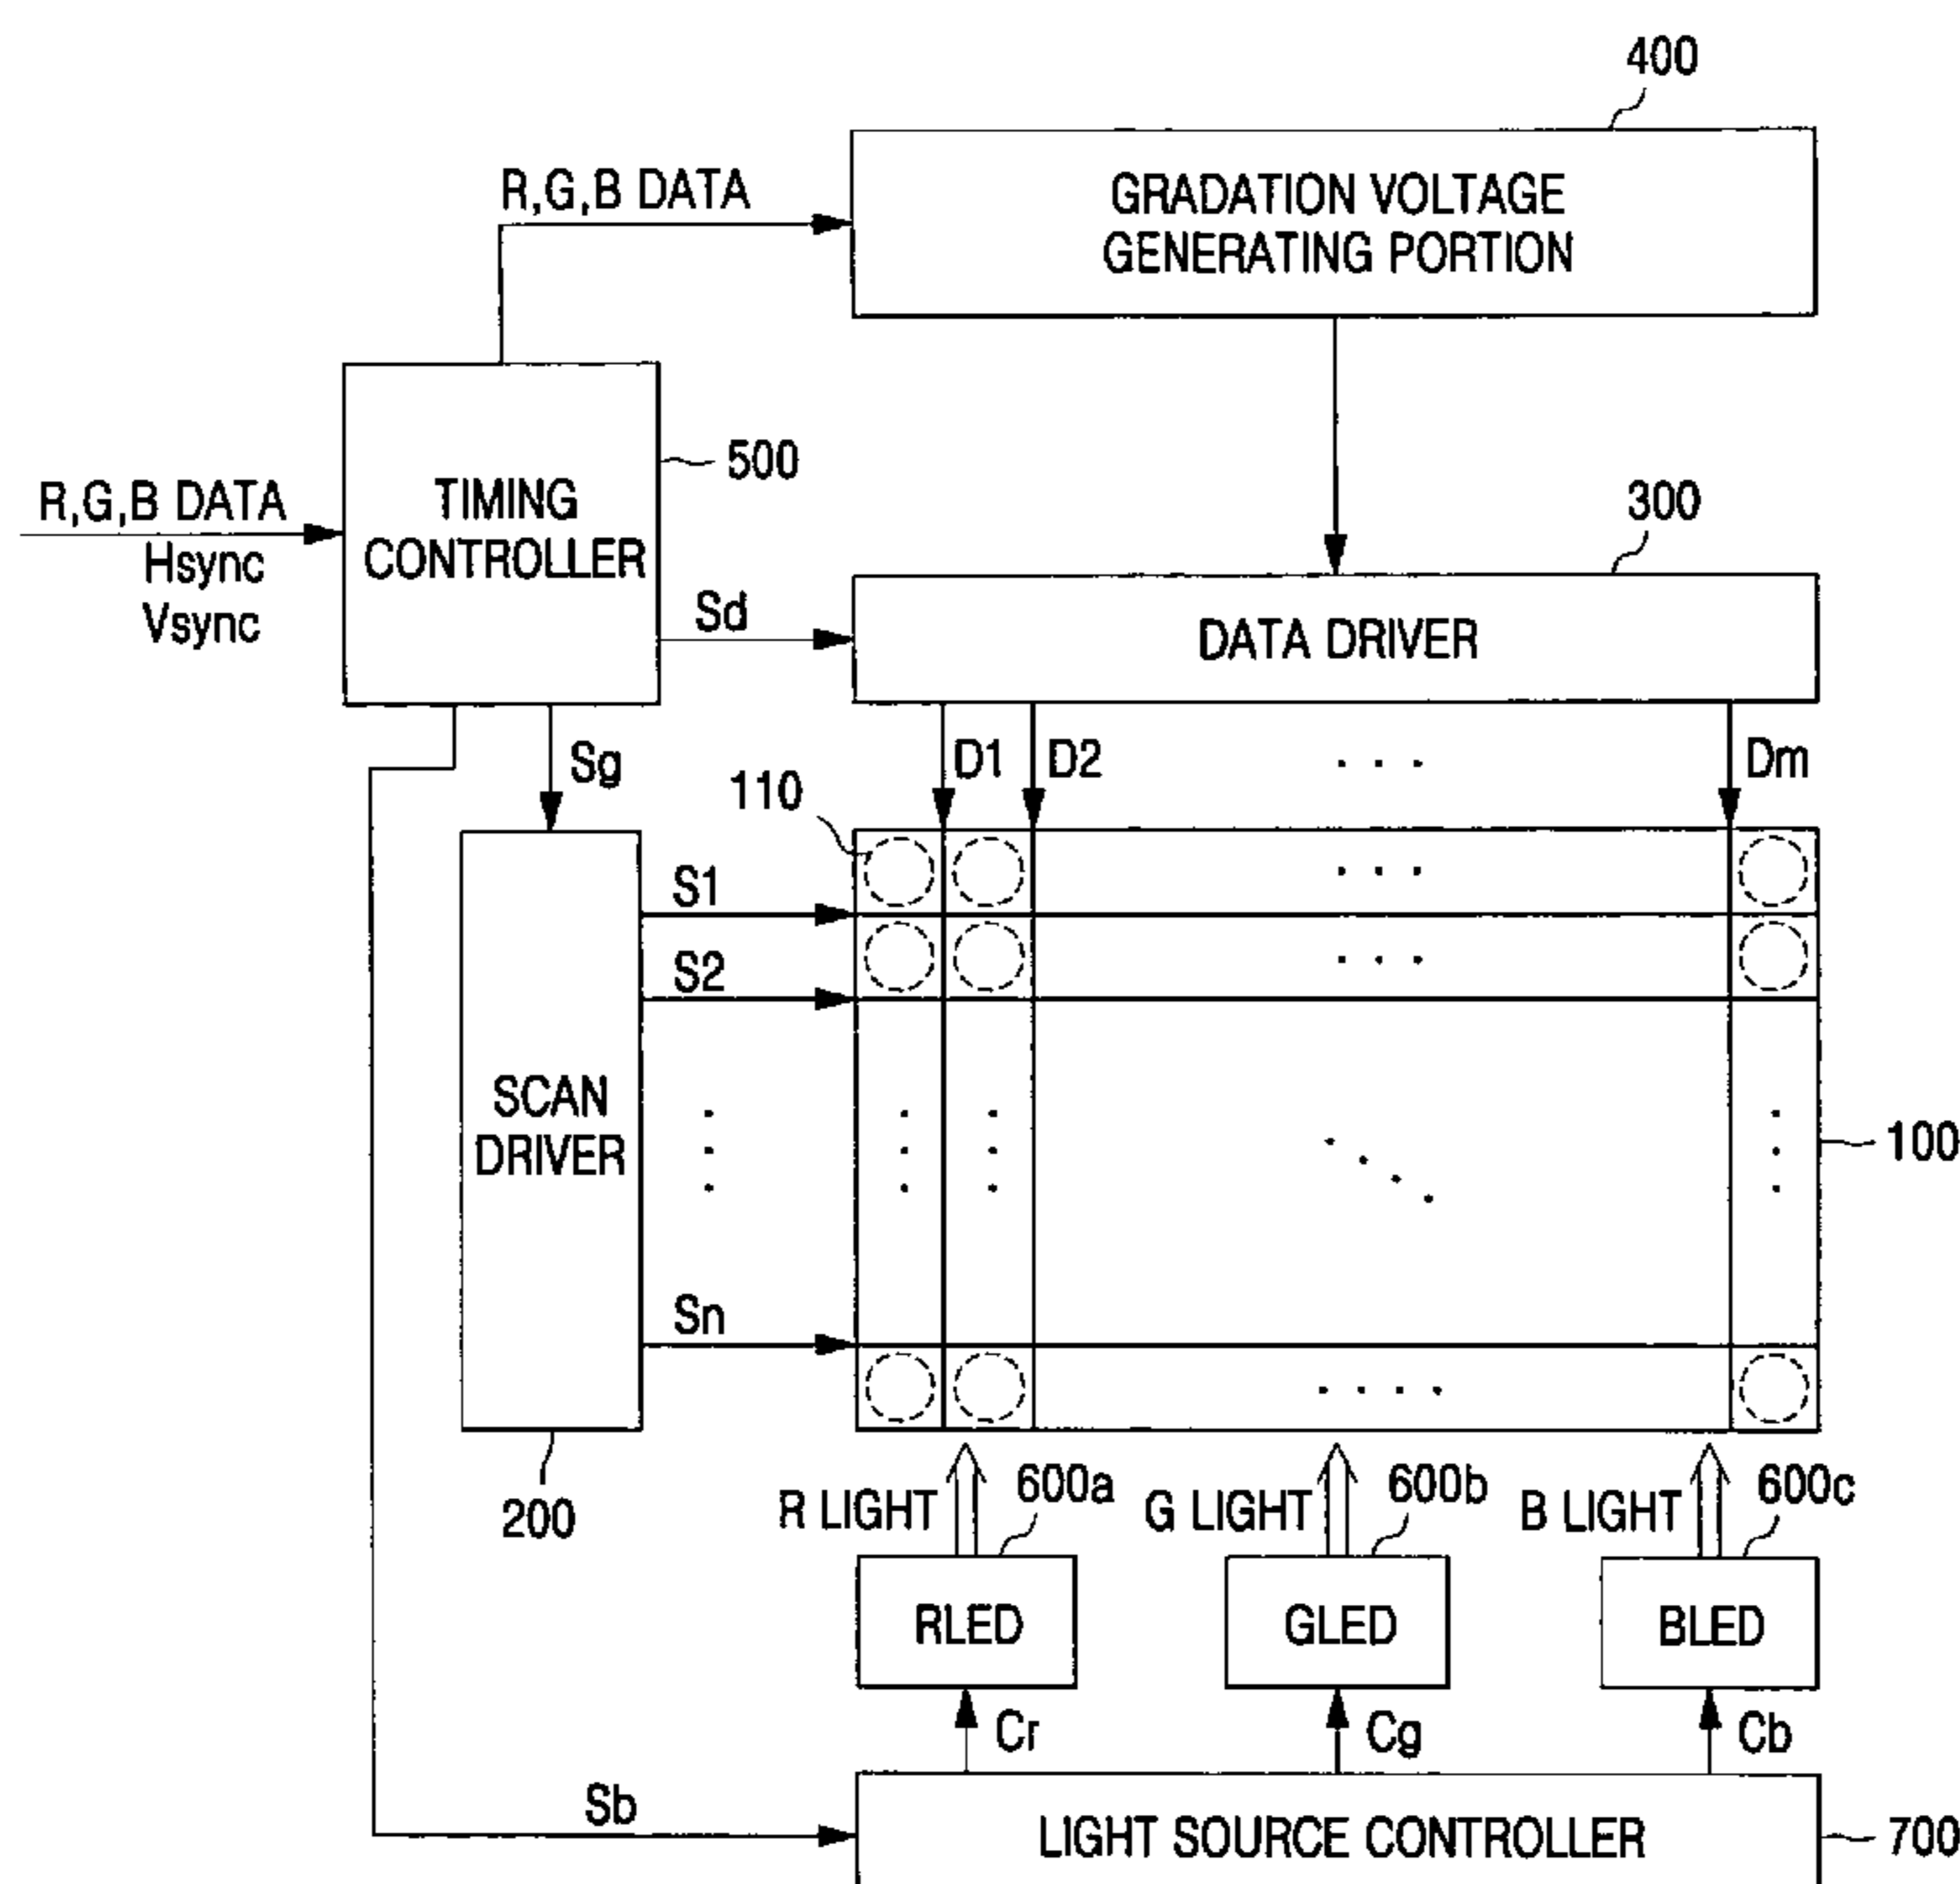 400
R,G,B DATA
GRADATION VOLTAGE
GENERATING PORTION
500
R,G,B DATA
Hsync
Vsync
TIMING
CONTROLLER
300
Sd
DATA DRIVER
Sg
D1
D2
Dm
110
S1
S2
SCAN
DRIVER
100
Sn
200
R LIGHT
600a
G LIGHT
600b
B LIGHT
600c
RLED
GLED
BLED
Cr
Cg
Cb
Sb
LIGHT SOURCE CONTROLLER
700